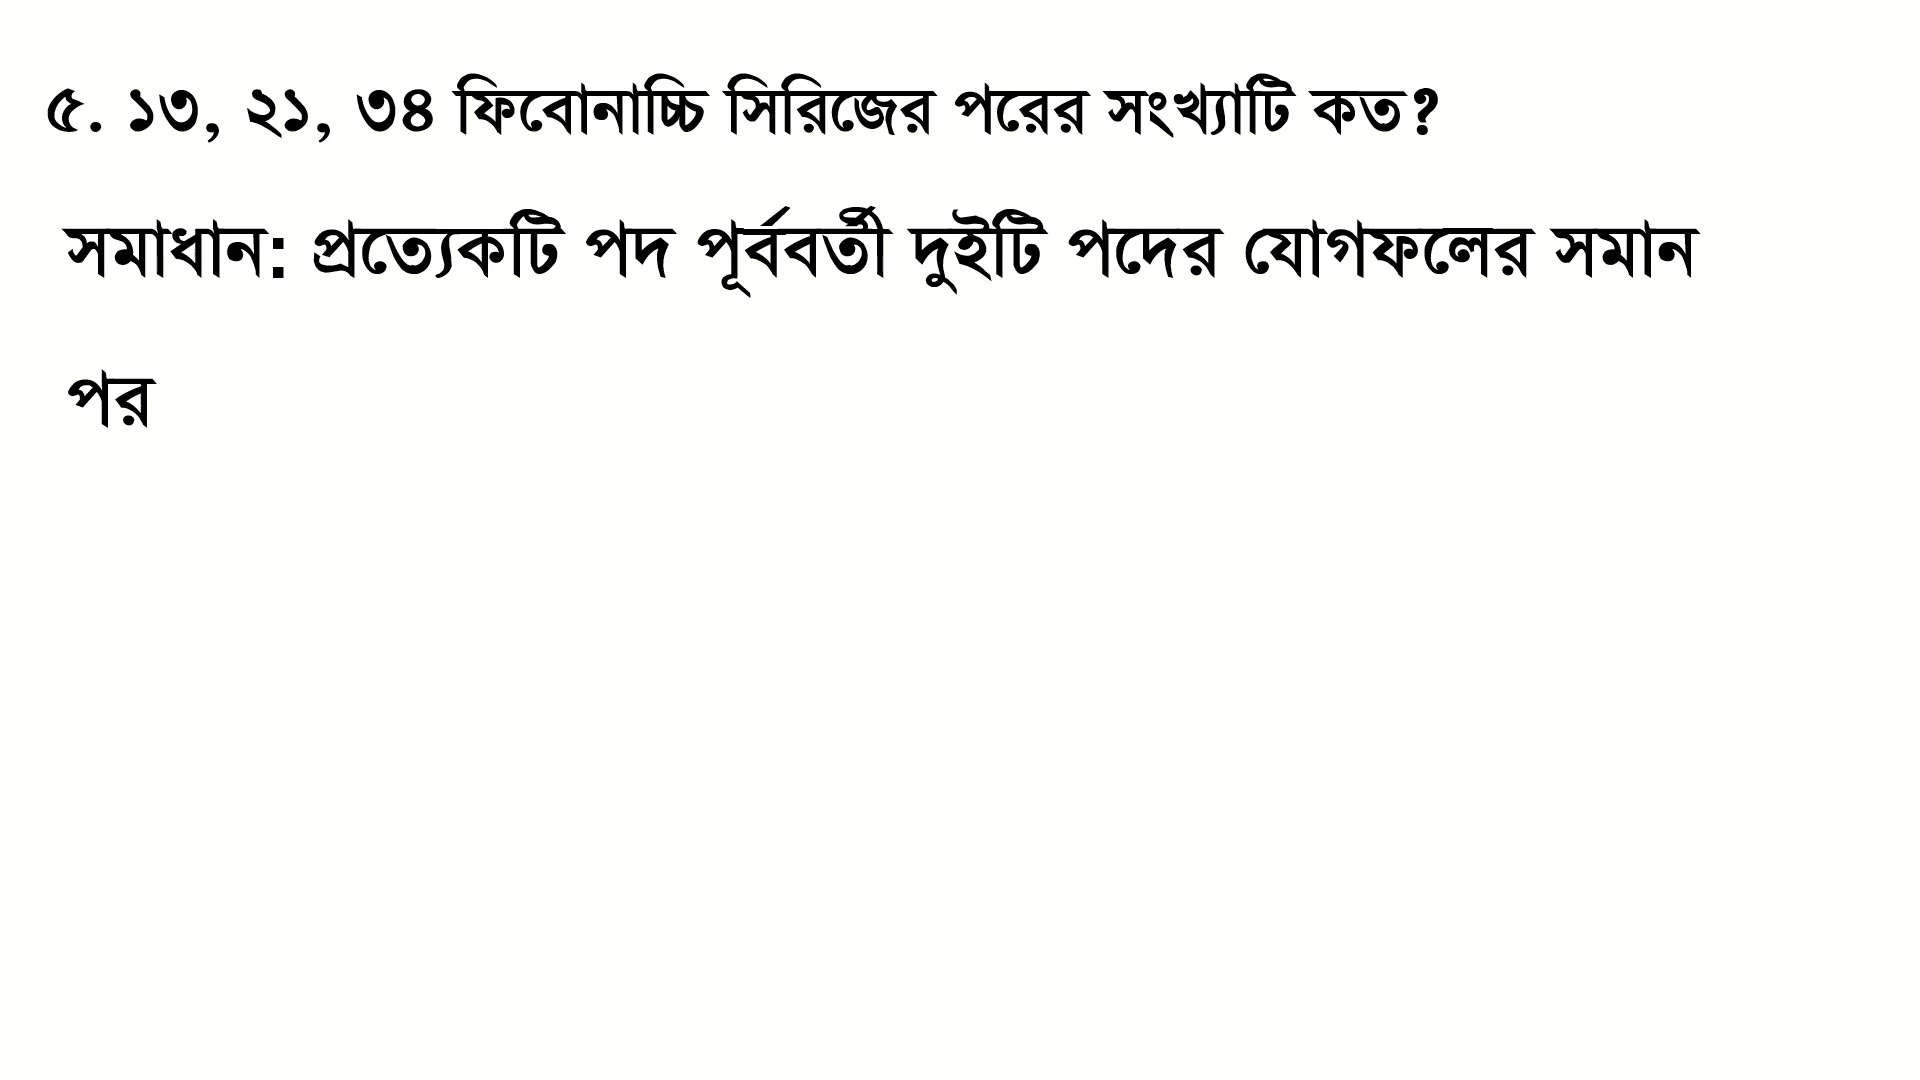 ৫. ১৩, ২১, ৩৪ ফিবোনাচ্চি সিরিজের পরের সংখ্যাটি কত?
সমাধান: প্রত্যেকটি পদ পূর্ববর্তী দুইটি পদের যোগফলের সমান
পর